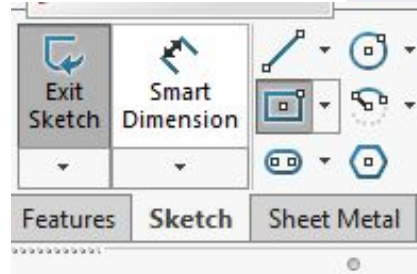 Exit
Sketch
Smart
Dimension
Features
Sketch
Sheet Metal